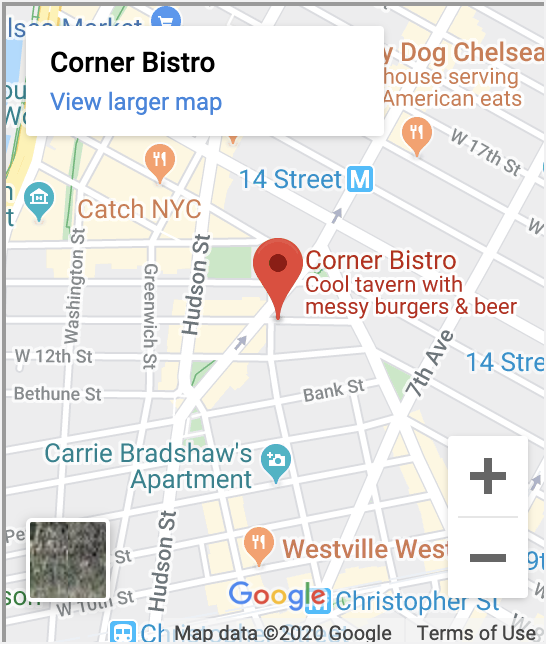 Market
Corner Bistro
View larger map
y Dog Chelsea
house serving
American eats
W 17th St
14 Street M
Catch NYC
Washington St
Greenwich St
Hudson St
Corner Bistro
Cool tavern with
messy burgers & beer
W 12th St
Bethune St
Bank St
7th Ave
14 Stree
Carrie Bradshaw's
Apartment
Hudson St
Westville Wes
St
W 10th St
Google
M Christopher St
Map data ©2020 Google
Terms of Use